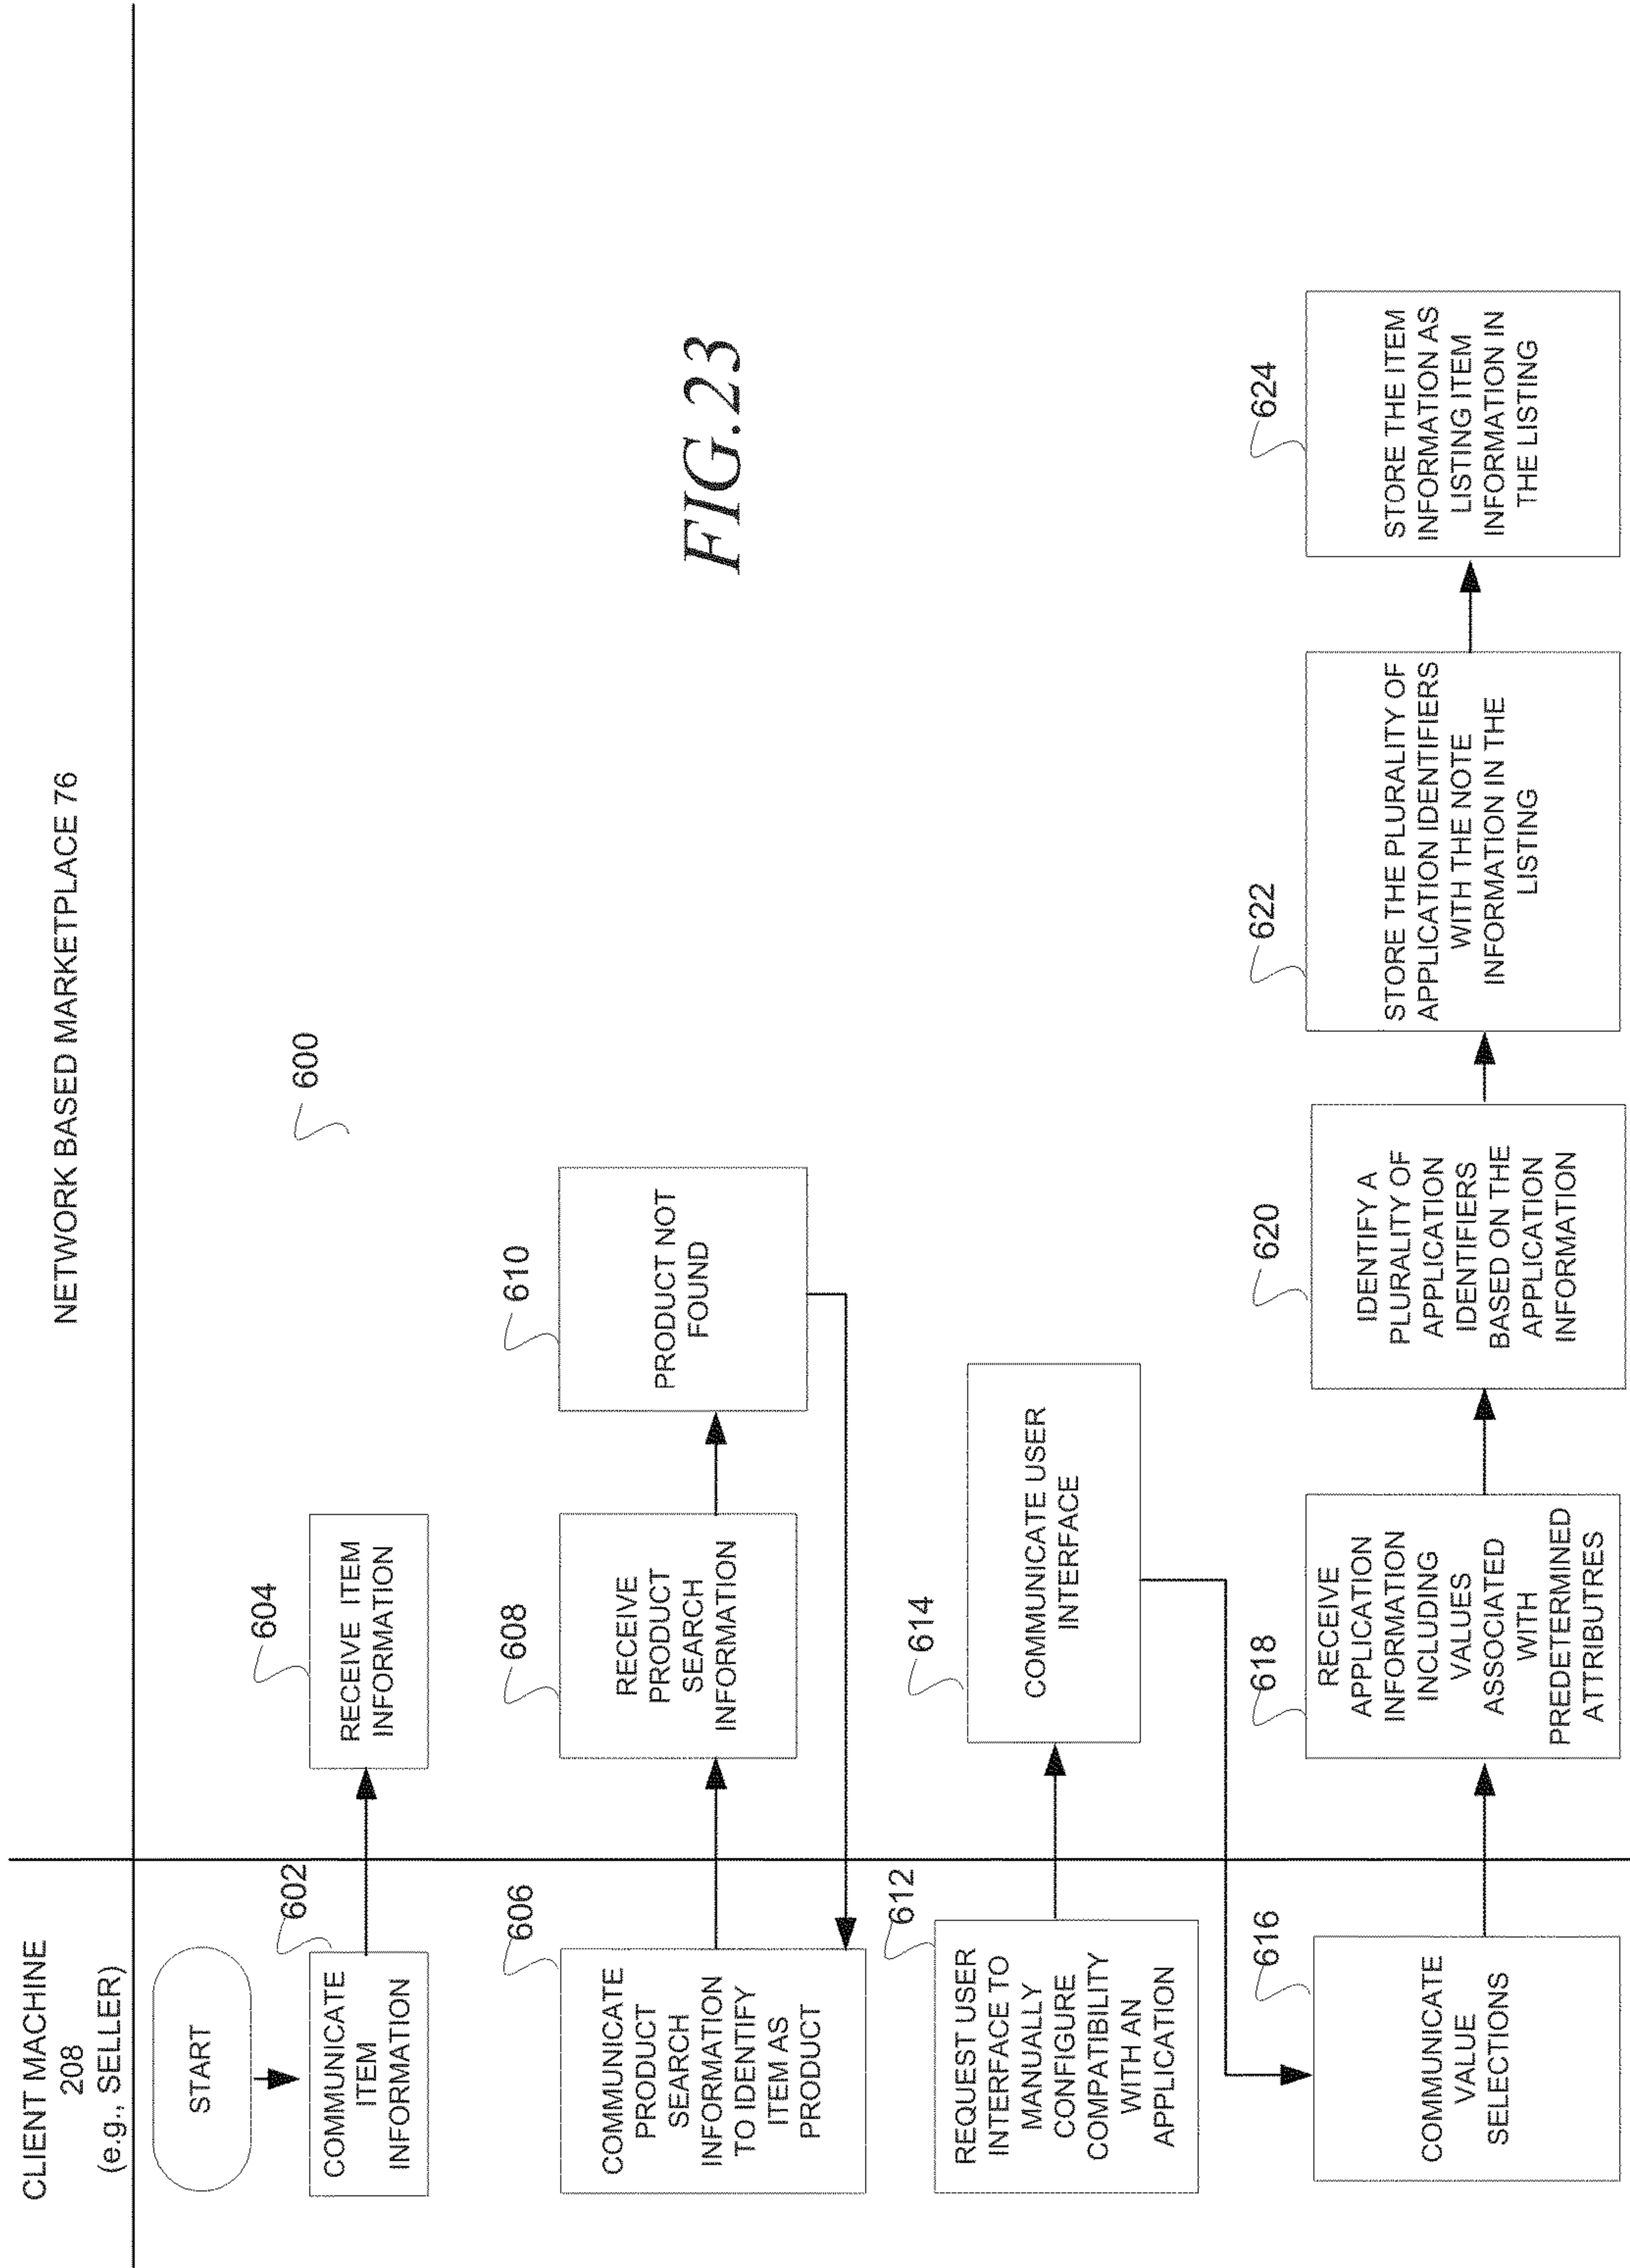 CLIENT MACHINE
208
(e.g., SELLER)
NETWORK BASED MARKETPLACE 76
START
600
602
COMMUNICATE
ITEM
INFORMATION
604
RECEIVE ITEM
INFORMATION
606
COMMUNICATE
PRODUCT
SEARCH
INFORMATION
TO IDENTIFY
ITEM AS
PRODUCT
608
RECEIVE
PRODUCT
SEARCH
INFORMATION
610
PRODUCT NOT
FOUND
FIG.23
612
REQUEST USER
INTERFACE TO
MANUALLY
CONFIGURE
COMPATIBILITY
WITH AN
APPLICATION
614
COMMUNICATE USER
INTERFACE
616
COMMUNICATE
VALUE
SELECTIONS
618
RECEIVE
APPLICATION
INFORMATION
INCLUDING
VALUES
ASSOCIATED
WITH
PREDETERMINED
ATTRIBUTRES
620
IDENTIFY A
PLURALITY OF
APPLICATION
IDENTIFIERS
BASED ON THE
APPLICATION
INFORMATION
622
STORE THE PLURALITY OF
APPLICATION IDENTIFIERS
WITH THE NOTE
INFORMATION IN THE
LISTING
624
STORE THE ITEM
INFORMATION AS
LISTING ITEM
INFORMATION IN
THE LISTING